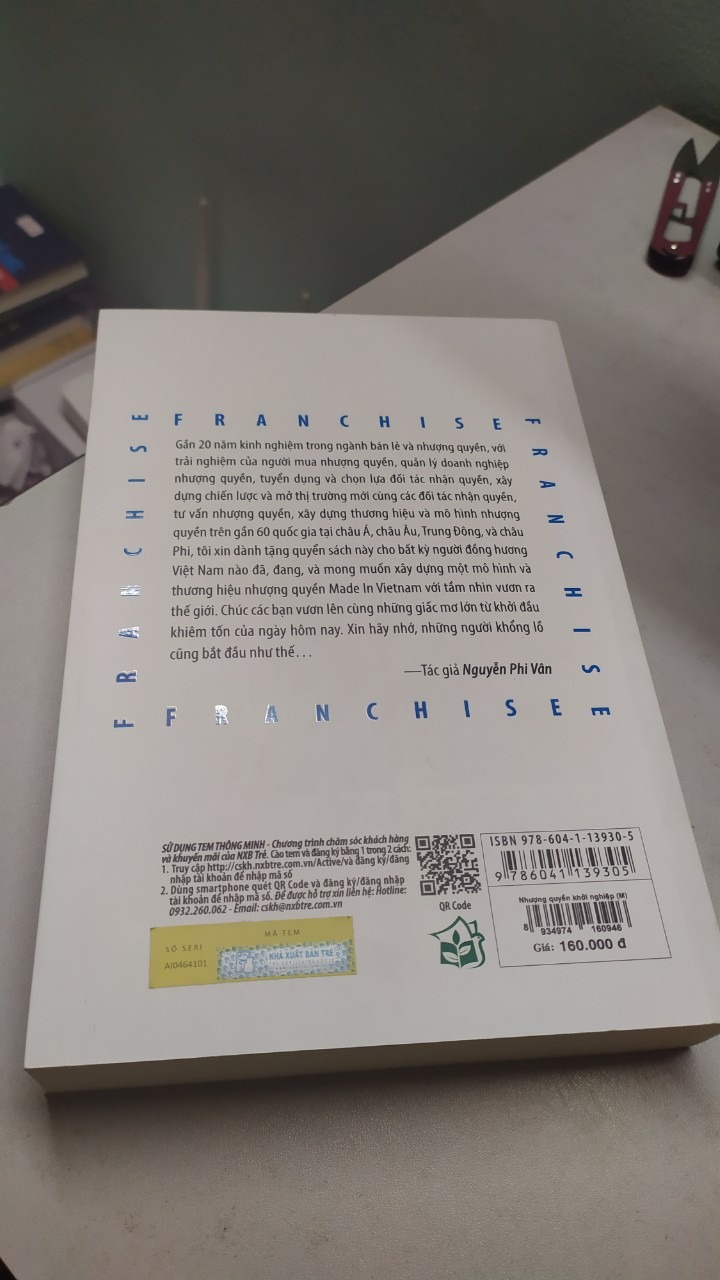 FRANCHISE
FRANCHISE
Gần 20 năm kinh nghiệm trong ngành bán lẻ và nhượng quyền, với
trải nghiệm của người mua nhượng quyền, quản lý doanh nghiệp
nhượng quyền, tuyển dụng và chọn lựa đối tác nhận quyền, xây
dựng chiến lược và mở thị trường mới cùng các đối tác nhận quyền,
tư vấn nhượng quyền, xây dựng thương hiệu và mô hình nhượng
quyền trên gần 60 quốc gia tại châu Á, châu Âu, Trung Đông, và châu
Phi, tôi xin dành tặng quyển sách này cho bất kỳ người đồng hương
Việt Nam nào đã, đang, và mong muốn xây dựng một mô hình và
thương hiệu nhượng quyền Made In Vietnam với tầm nhìn vươn ra
thế giới. Chúc các bạn vươn lên cùng những giấc mơ lớn từ khởi đầu
khiêm tốn của ngày hôm nay. Xin hãy nhớ, những người khổng lồ
cũng bắt đầu như thế...
—Tác giả Nguyễn Phi Vân
FRANCHISE
FRANCHISE
SỬ DỤNG TEM THÔNG MINH - Chương trình chăm sóc khách hàng
và khuyến mãi của NXB Trẻ. Cào tem và đăng ký bằng 1 trong 2 cách:
1. Truy cập http://cskh.nxbtre.com.vn/Active/và đăng ký/đăng
nhập tài khoản để nhập mã số
2. Dùng smartphone quét QR Code và đăng ký/đăng nhập
tài khoản để nhập mã số. Để được hỗ trợ xin liên hệ: Hotline:
0932.260.062 - Email: cskh@nxbtre.com.vn
MÃ TEM
SỐ SERI
AI0464101
NHÀ XUẤT BẢN TRẺ
QR Code
ISBN 978-604-1-13930-5
9 786041 139305
Nhượng quyền khởi nghiệp (M)
8 934974 160946
Giá: 160.000 đ